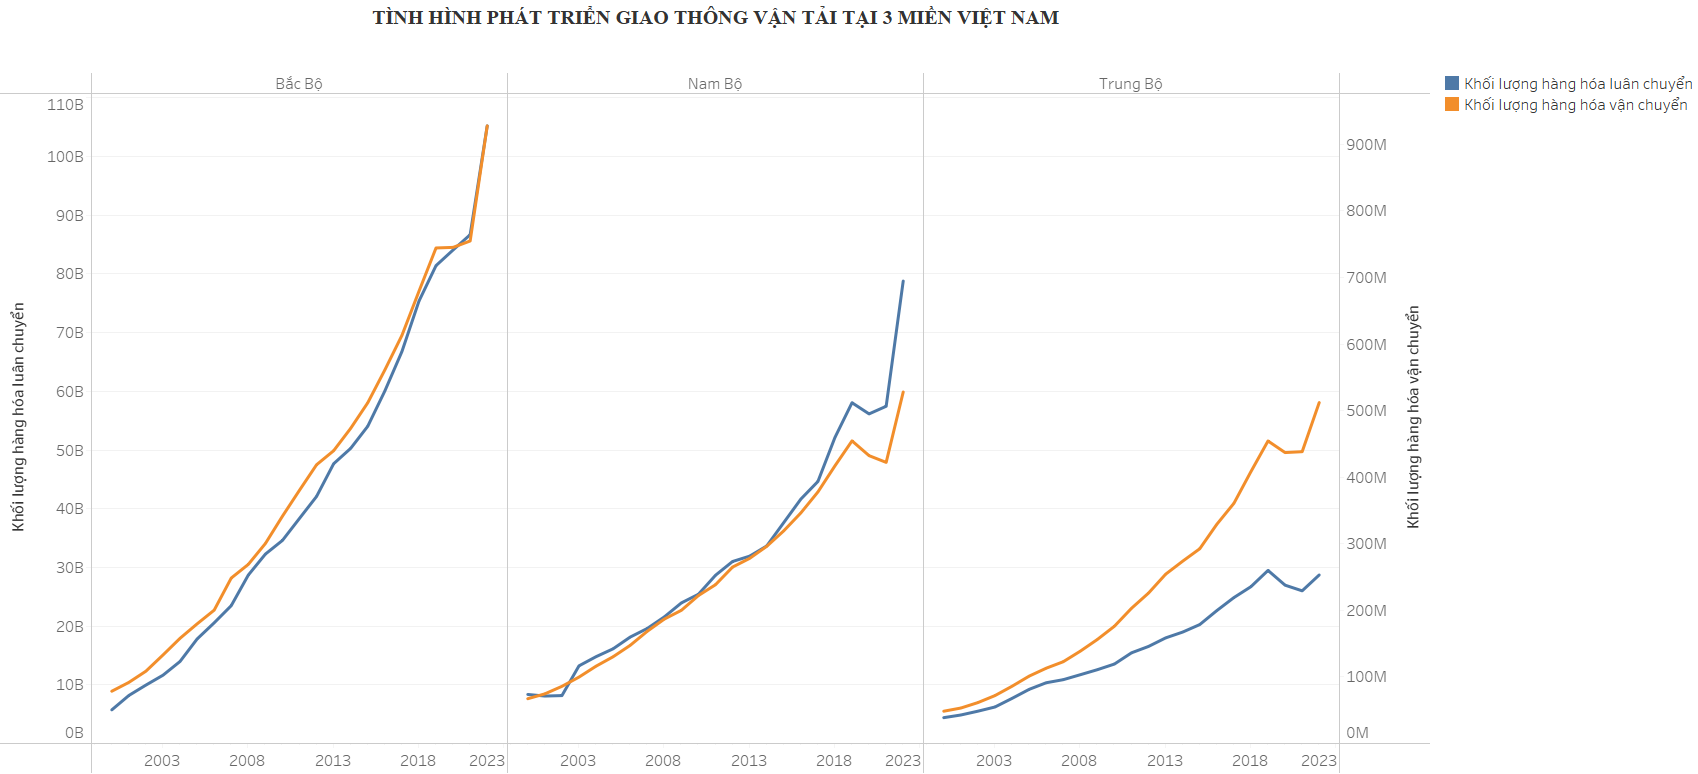 TÌNH HÌNH PHÁT TRIỂN GIAO THÔNG VẬN TẢI TẠI 3 MIỀN VIỆT NAM
Bắc Bộ
Nam Bộ
Trung Bộ
Khối lượng hàng hóa luân chuyển
Khối lượng hàng hóa vận chuyển
Khối lượng hàng hóa luân chuyển
110B
100B
90B
80B
70B
60B
50B
40B
30B
20B
10B
0B
900M
800M
700M
600M
500M
400M
300M
200M
100M
0M
Khối lượng hàng hóa vận chuyển
2003 2008 2013 2018 2023
2003 2008 2013 2018 2023
2003 2008 2013 2018 2023